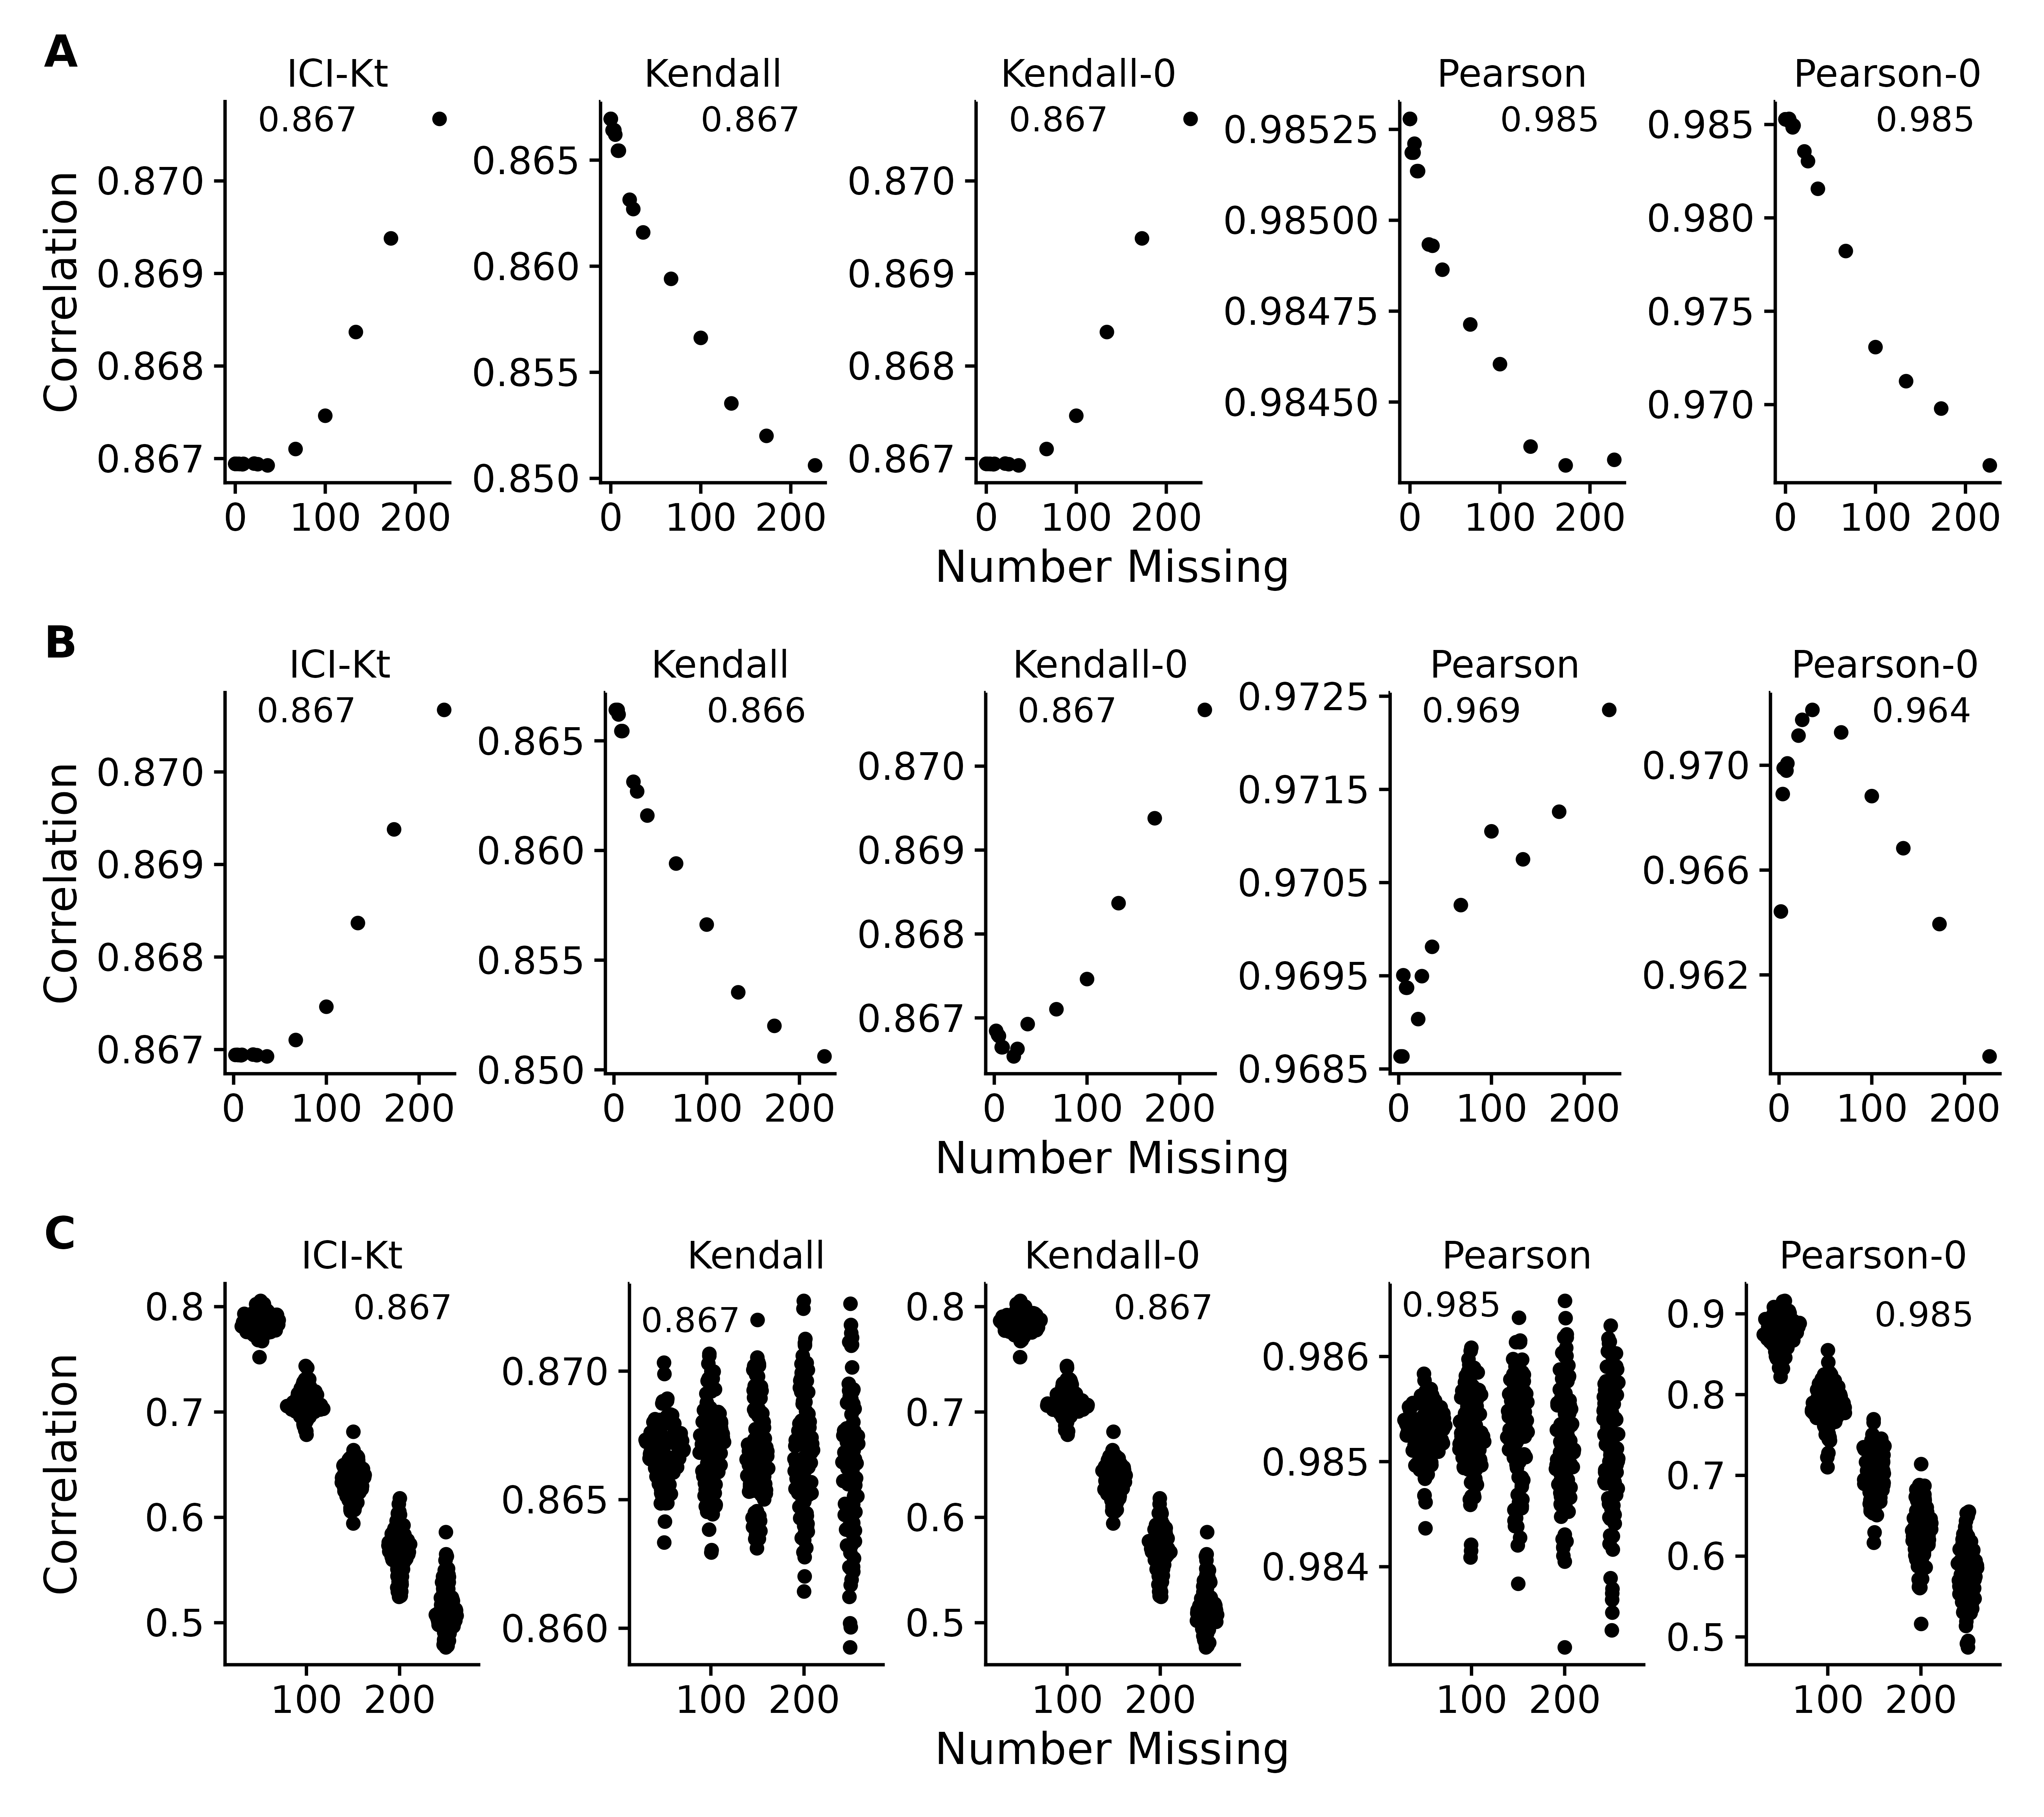 A
ICI-Kt Kendall Kendall-0 Pearson Pearson-0
0.867 0.867 0.867 0.985 0.985
Correlation
0.870 0.869 0.868 0.867
0.865 0.860 0.855 0.850
0.870 0.869 0.868 0.867
0.98525 0.98500 0.98475 0.98450
0.985 0.980 0.975 0.970
0 100 200 0 100 200 0 100 200 0 100 200 0 100 200
Number Missing
B
ICI-Kt Kendall Kendall-0 Pearson Pearson-0
0.867 0.866 0.867 0.969 0.964
Correlation
0.870 0.869 0.868 0.867
0.865 0.860 0.855 0.850
0.870 0.869 0.868 0.867
0.9725 0.9715 0.9705 0.9695 0.9685
0.970 0.966 0.962
0 100 200 0 100 200 0 100 200 0 100 200 0 100 200
Number Missing
C
ICI-Kt Kendall Kendall-0 Pearson Pearson-0
0.867 0.867 0.867 0.985 0.985
Correlation
0.8 0.7 0.6 0.5
0.870 0.865 0.860
0.8 0.7 0.6 0.5
0.986 0.985 0.984
0.9 0.8 0.7 0.6 0.5
100 200 100 200 100 200 100 200 100 200
Number Missing